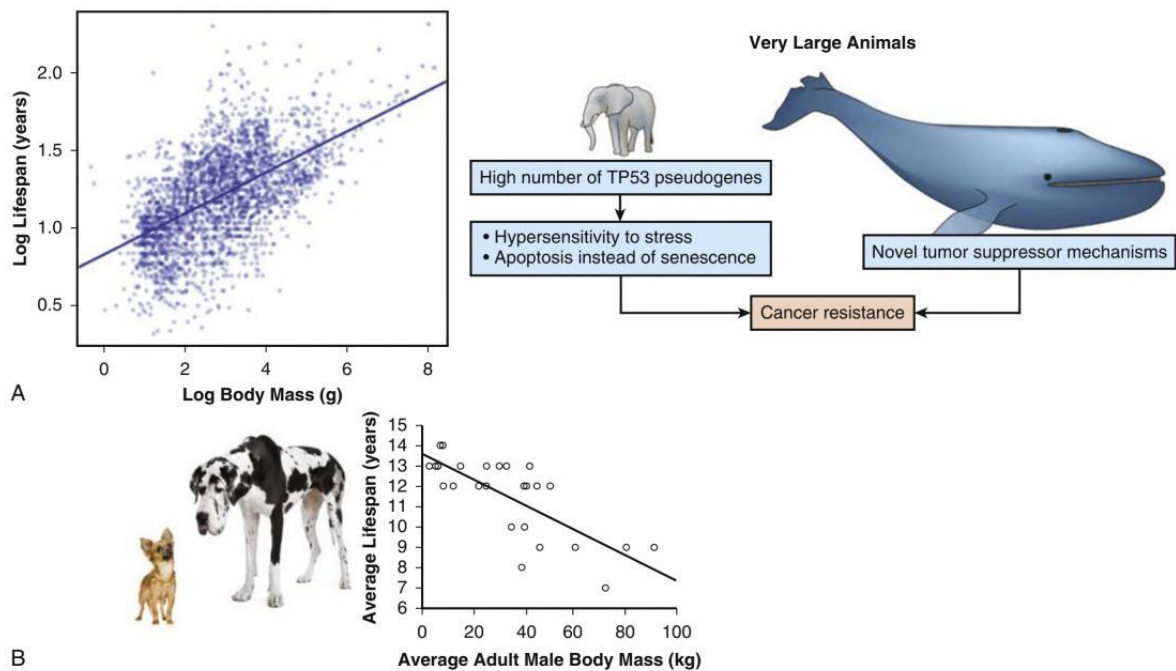 Very Large Animals
Log Lifespan (years)
2.0
1.5
1.0
0.5
0 2 4 6 8
Log Body Mass (g)
High number of TP53 pseudogenes
• Hypersensitivity to stress
• Apoptosis instead of senescence
Novel tumor suppressor mechanisms
Cancer resistance
A
Average Lifespan (years)
15
14
13
12
11
10
9
8
7
6
0 20 40 60 80 100
Average Adult Male Body Mass (kg)
B